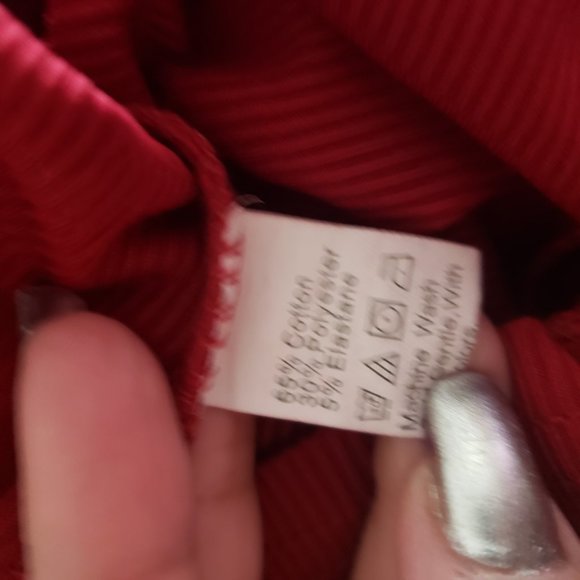 65% Cotton
30% Polyester
5% Elastane
Machine Wash
Gentle, With